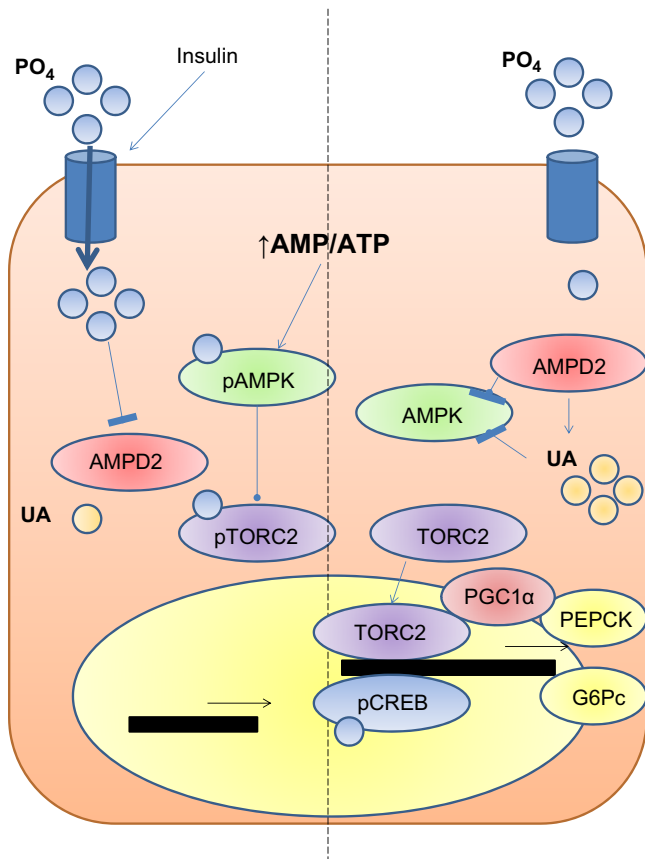 Insulin
PO₄
PO₄
↑AMP/ATP
pAMPK
AMPD2
AMPK
AMPD2
UA
UA
pTORC2
TORC2
PGC1α
PEPCK
TORC2
G6Pc
pCREB